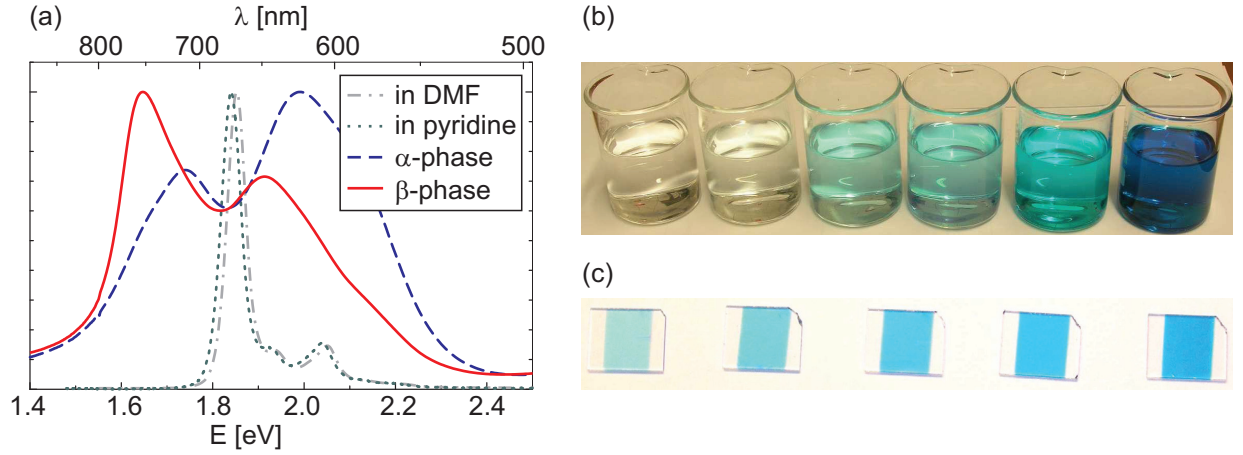 (a)
λ [nm]
800 700 600 500
in DMF
in pyridine
α-phase
β-phase
1.4 1.6 1.8 2.0 2.2 2.4
E [eV]
(b)
(c)